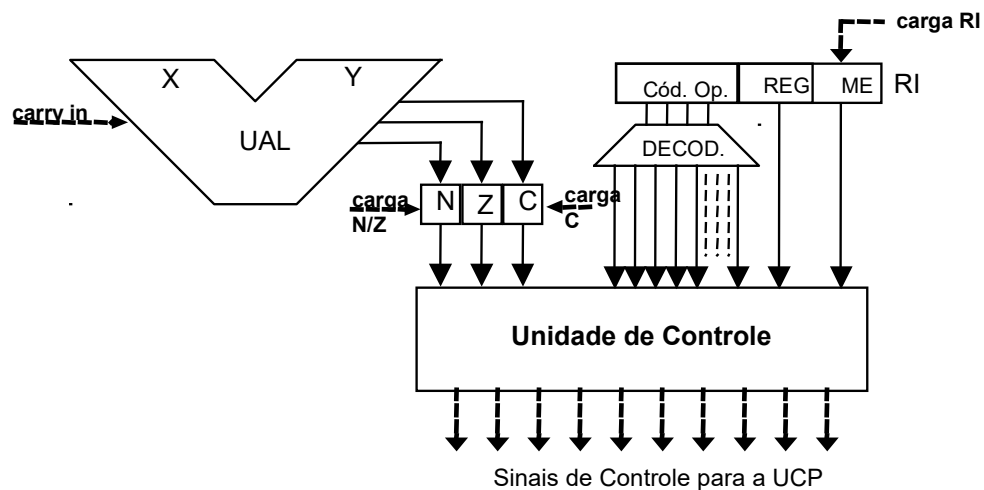 carga RI
X
Y
Cód. Op.
REG
ME
RI
carry in
UAL
DECOD.
carga
N/Z
N
Z
C
carga
C
Unidade de Controle
Sinais de Controle para a UCP